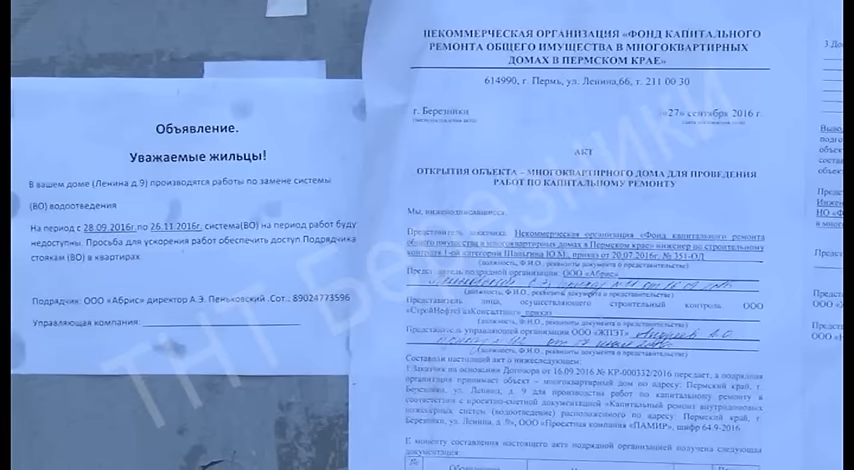 Объявление.
Уважаемые жильцы!
В вашем доме (Ленина д.9) производятся работы по замене системы
(ВО) водоотведения
На период с 28.09.2016г по 26.11.2016г. система(ВО) на период работ будут
недоступны. Просьба для ускорения работ обеспечить доступ Подрядчика
стоякам (ВО) в квартирах.
Подрядчик: ООО «Абрис» директор А.Э. Пеньковский .Сот.: 89024773596
Управляющая компания:
НЕКОММЕРЧЕСКАЯ ОРГАНИЗАЦИЯ «ФОНД КАПИТАЛЬНОГО
РЕМОНТА ОБЩЕГО ИМУЩЕСТВА В МНОГОКВАРТИРНЫХ
ДОМАХ В ПЕРМСКОМ КРАЕ»
614990, г. Пермь, ул. Ленина,66, т. 211 00 30
г. Березники «27» сентября 2016 г.
АКТ
ОТКРЫТИЯ ОБЪЕКТА – МНОГОКВАРТИРНОГО ДОМА ДЛЯ ПРОВЕДЕНИЯ
РАБОТ ПО КАПИТАЛЬНОМУ РЕМОНТУ
Мы, нижеподписавшиеся,
Представитель заказчика: Некоммерческая организация «Фонд капитального ремонта
общего имущества в многоквартирных домах в Пермском крае» инженер по строительному
контролю 1-ой категории Шаньгина Ю.М., приказ от 20.07.2016г. № 351-ОД
(должность, Ф.И.О., реквизиты документа о представительстве)
Представитель подрядной организации: ООО «Абрис»
(должность, Ф.И.О., реквизиты документа о представительстве)
Представитель лица, осуществляющего строительный контроль ООО
«СтройНефтеГазКонсалтинг» приказ
(должность, Ф.И.О., реквизиты документа о представительстве)
Представитель управляющей организации ООО «ЖЭТ»
(должность, Ф.И.О., реквизиты документа о представительстве)
Составили настоящий акт о нижеследующем:
1 Заказчик на основании Договора от 16.09.2016 № КР-000332/2016 передает, а подрядная
организация принимает объект – многоквартирный дом по адресу: Пермский край, г.
Березники, ул. Ленина, д. 9 для производства работ по капитальному ремонту в
соответствии с проектно-сметной документацией «Капитальный ремонт внутридомовых
инженерных систем (водоотведение) расположенного по адресу: Пермский край, г.
Березники, ул. Ленина, д. 9», ООО «Проектная компания «ПАМИР», шифр 64.9-2016
К моменту составления настоящего акта подрядной организацией получена следующая
документация:
ТНТ Березники